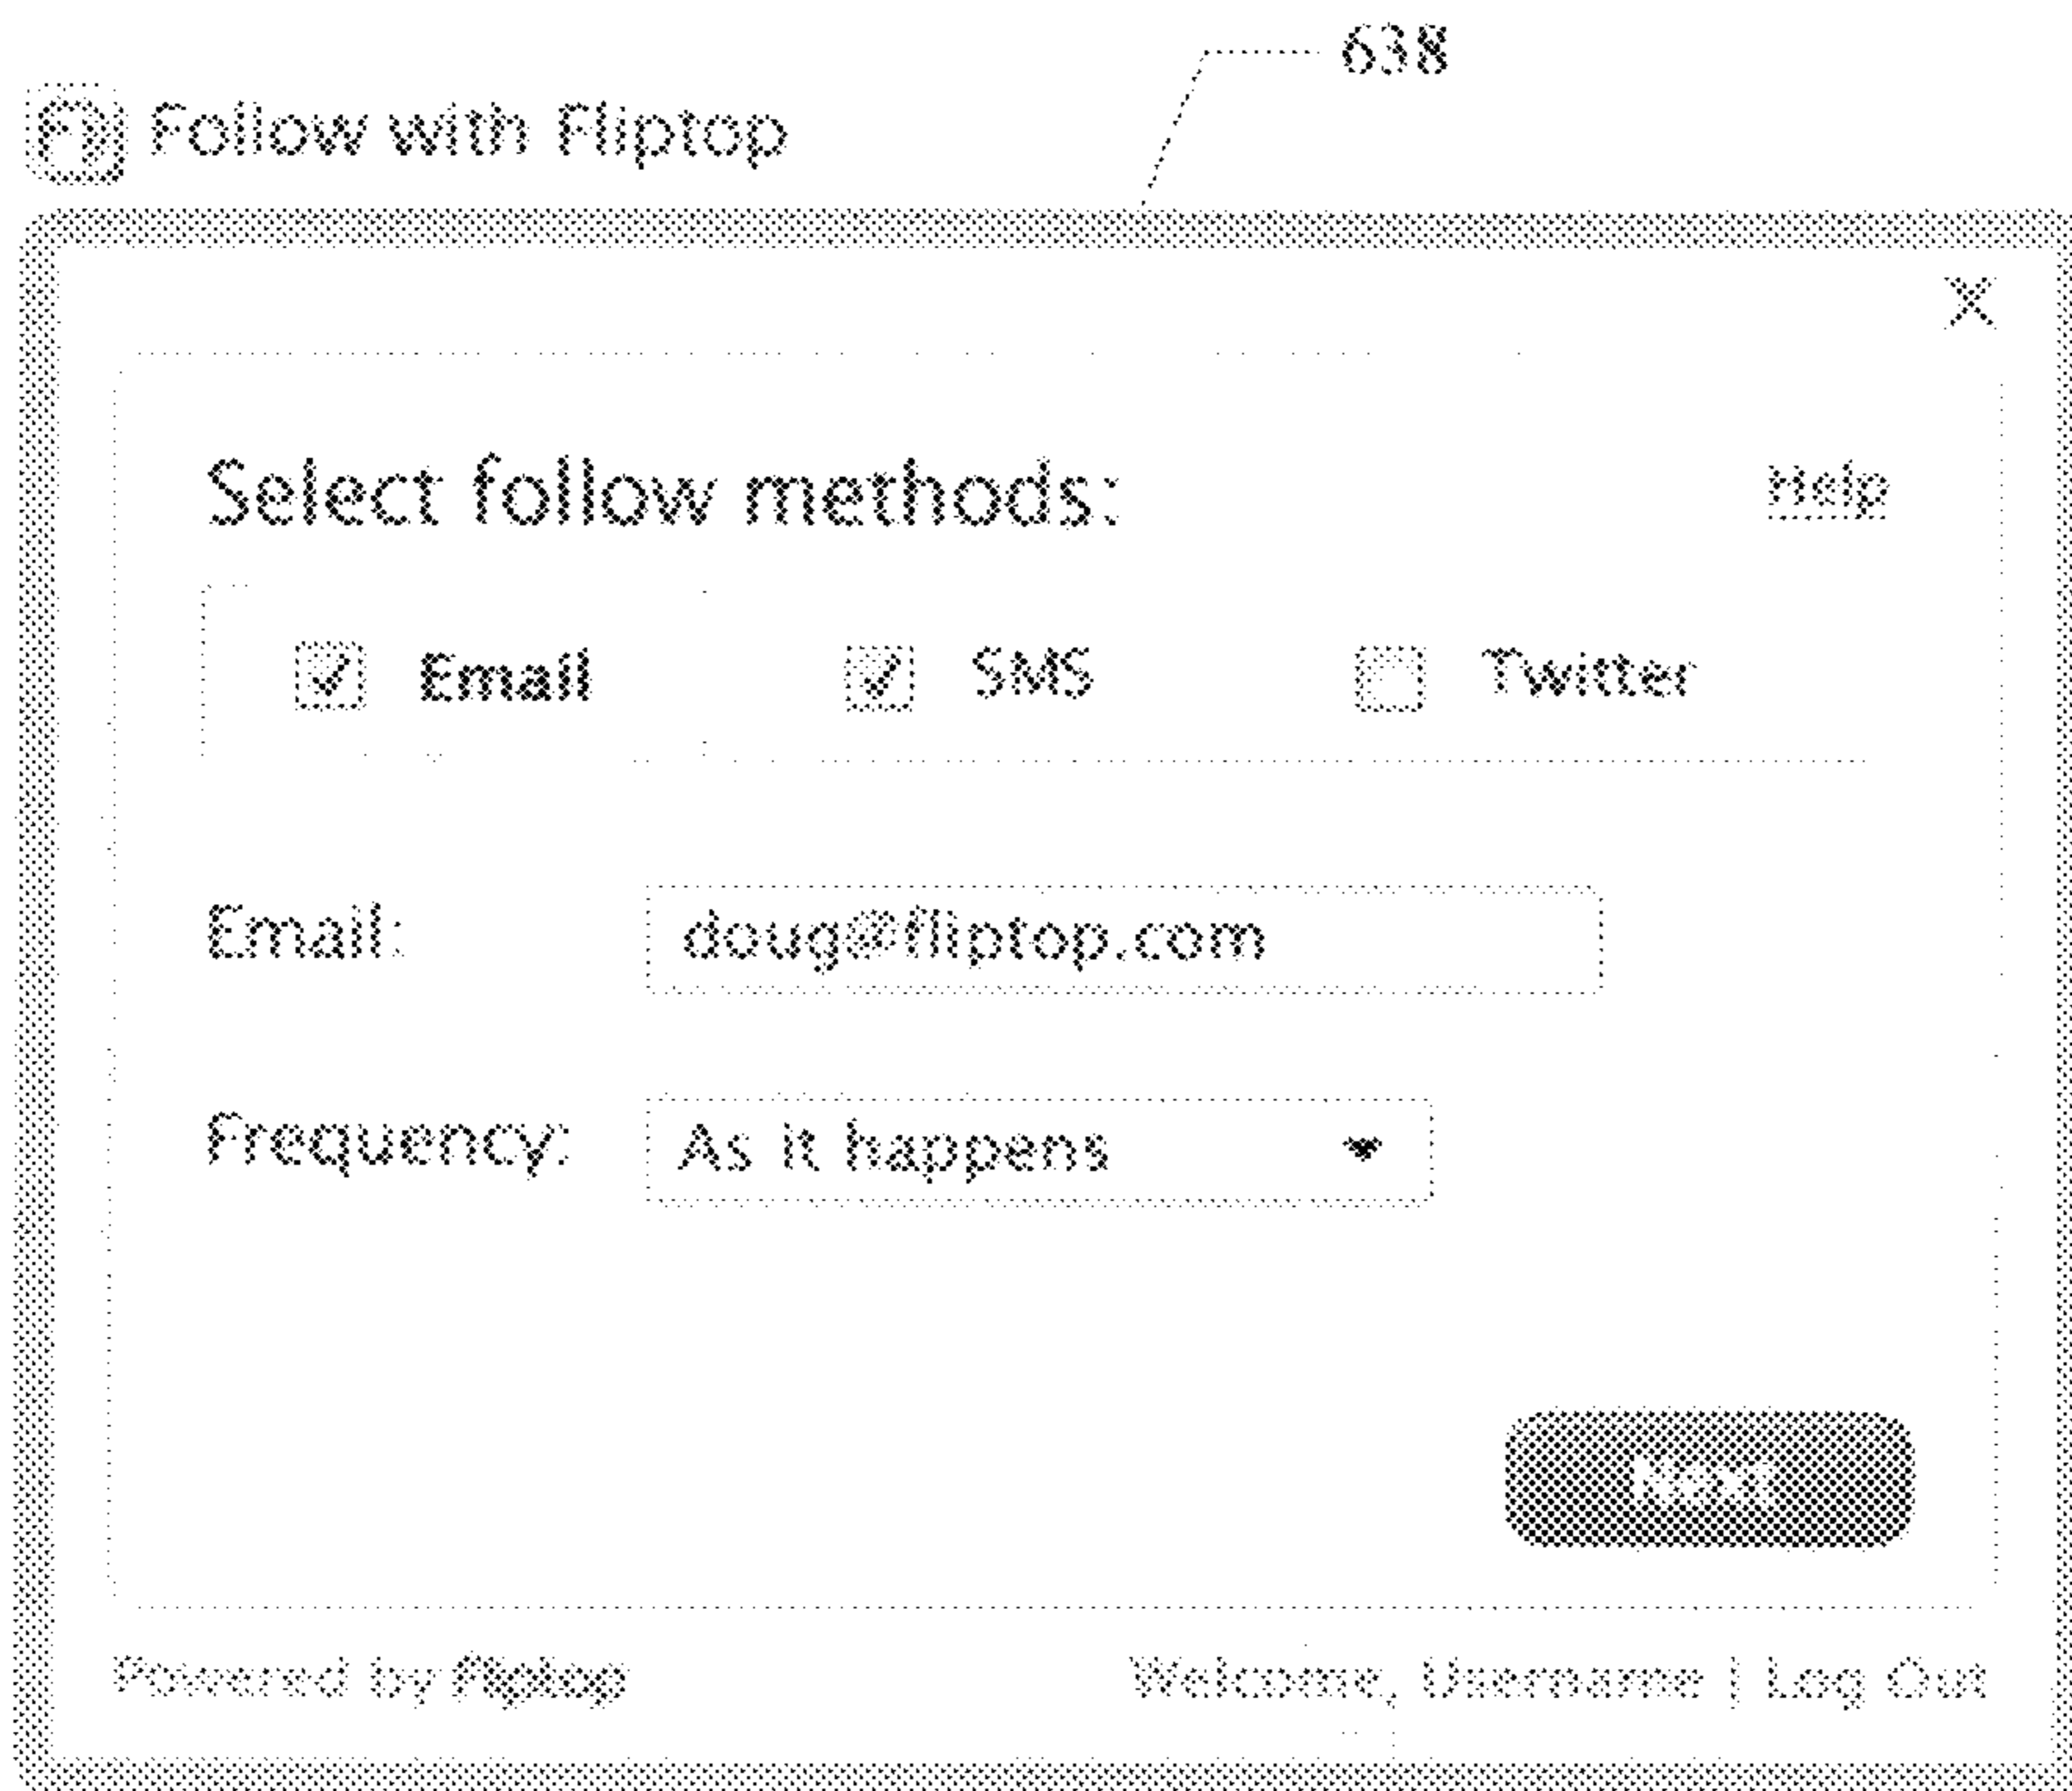 638
Follow with Fliptop
X
Select follow methods: Help
Email SMS Twitter
Email: doug@fliptop.com
Frequency: As it happens
Next
Powered by fliptop Welcome, Username | Log Out